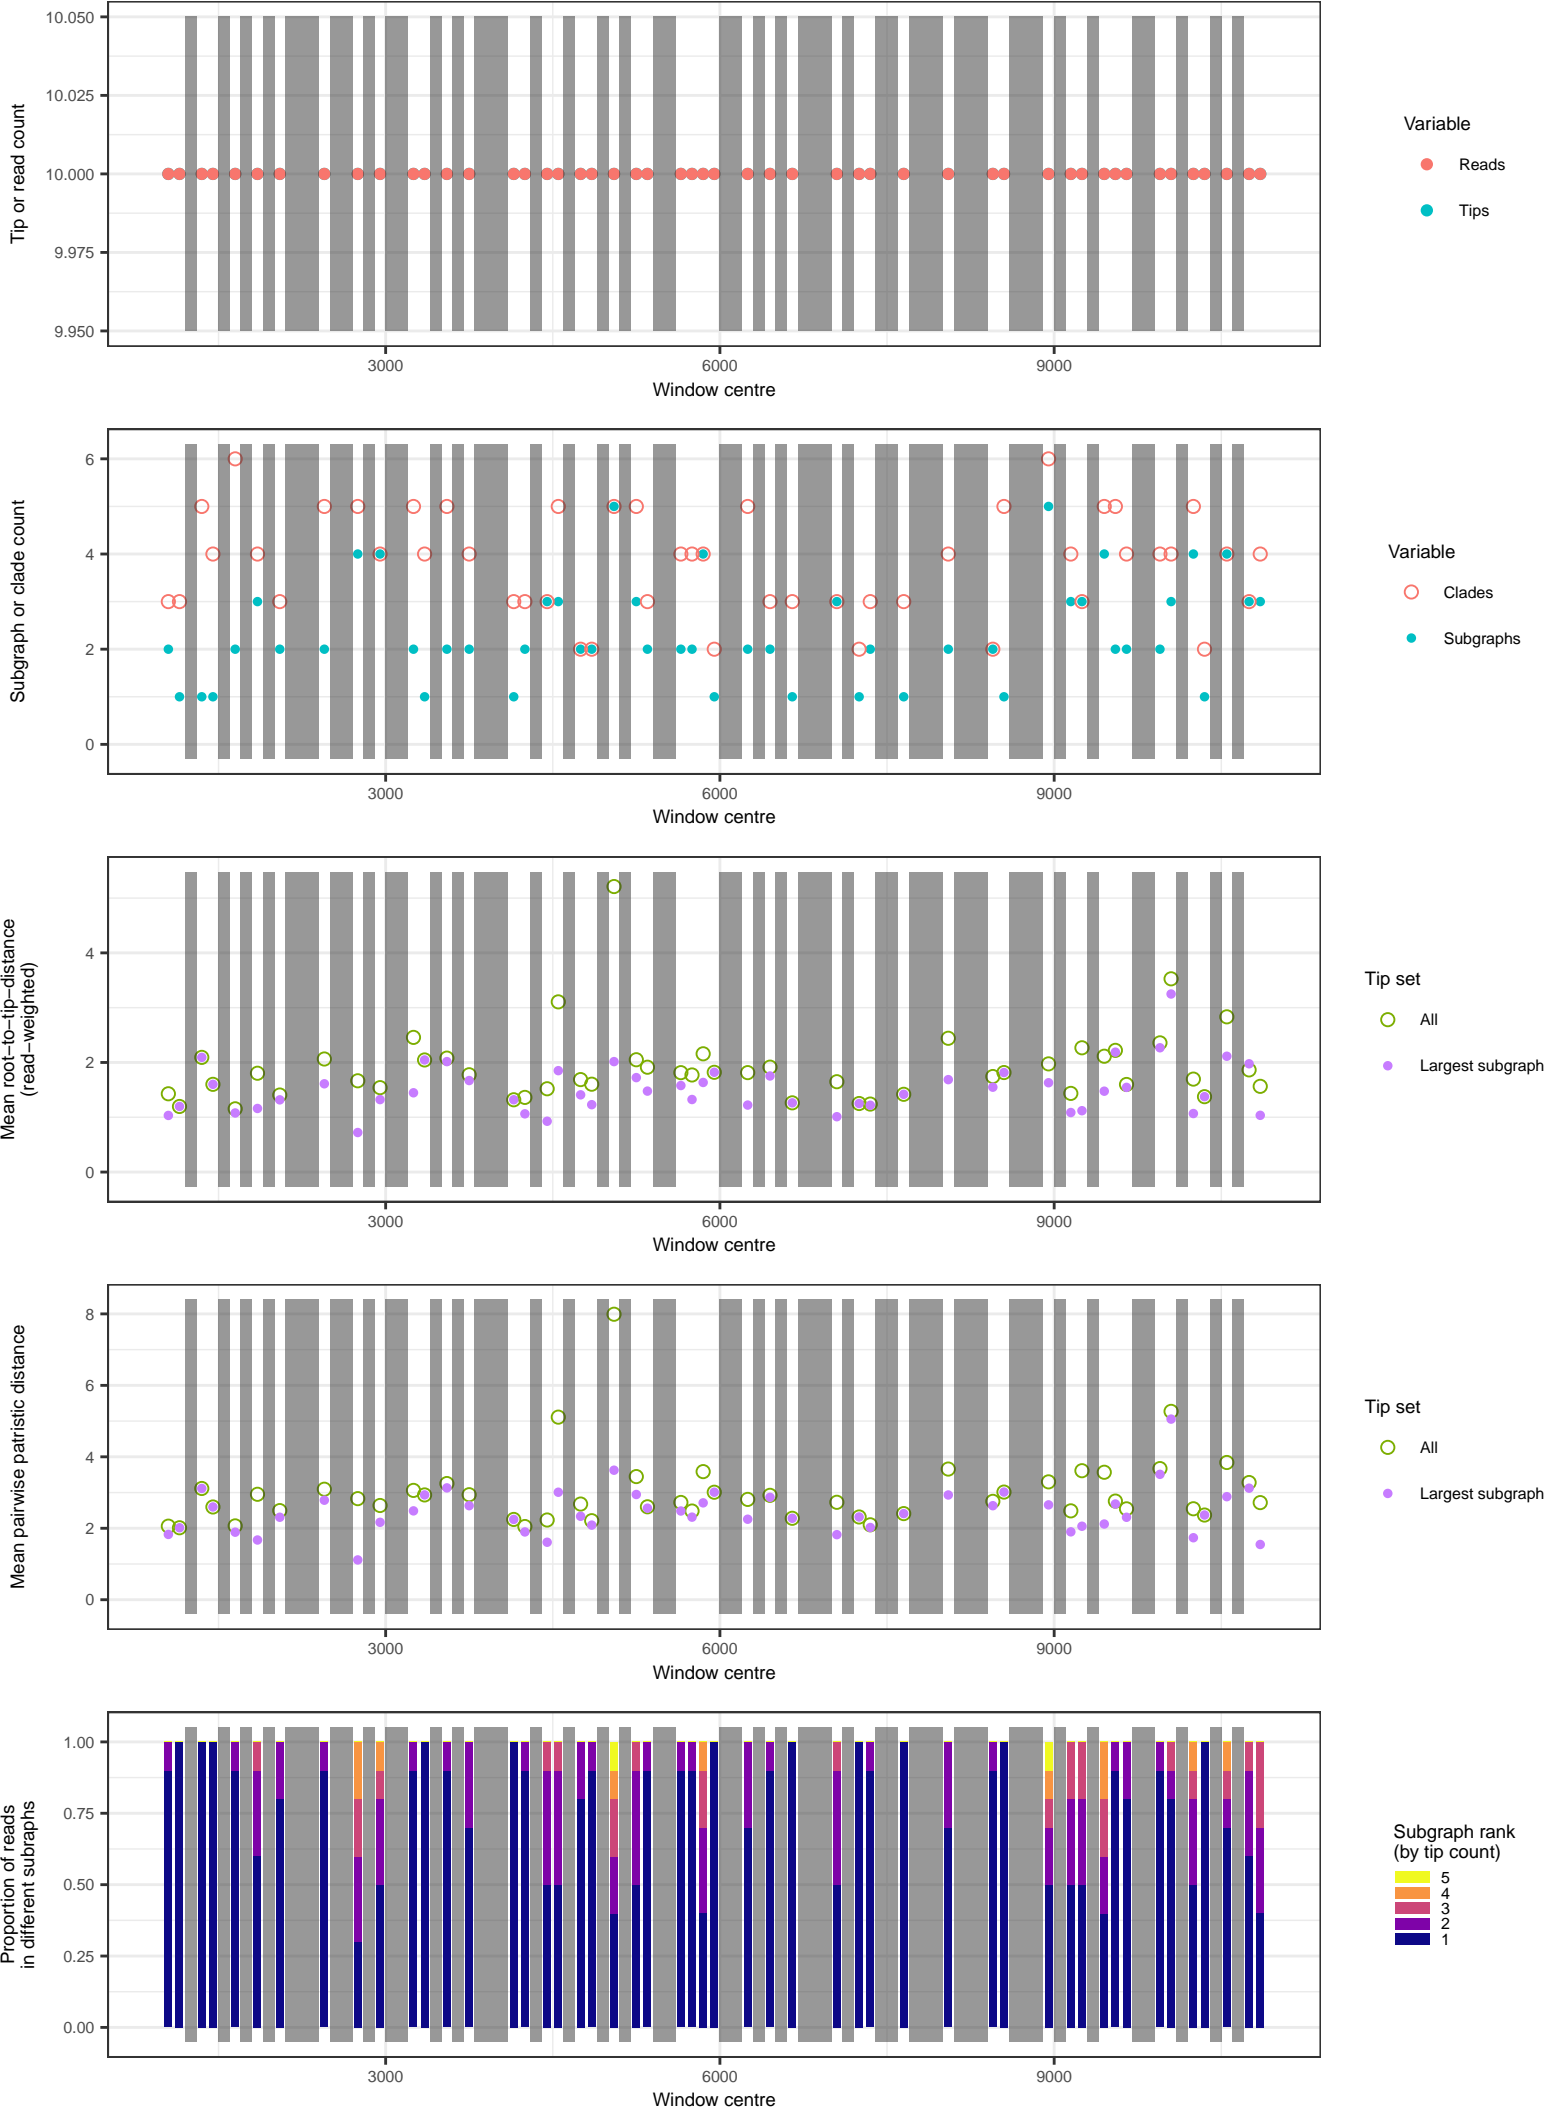 10.050
10.025
10.000
9.975
9.950
Tip or read count
3000
6000
9000
Window centre
Variable
Reads
Tips
6
4
2
0
Subgraph or clade count
3000
6000
9000
Window centre
Variable
Clades
Subgraphs
4
2
0
Mean root−to−tip−distance
(read−weighted)
3000
6000
9000
Window centre
Tip set
All
Largest subgraph
8
6
4
2
0
Mean pairwise patristic distance
3000
6000
9000
Window centre
Tip set
All
Largest subgraph
1.00
0.75
0.50
0.25
0.00
Proportion of reads
in different subraphs
3000
6000
9000
Window centre
Subgraph rank
(by tip count)
5
4
3
2
1